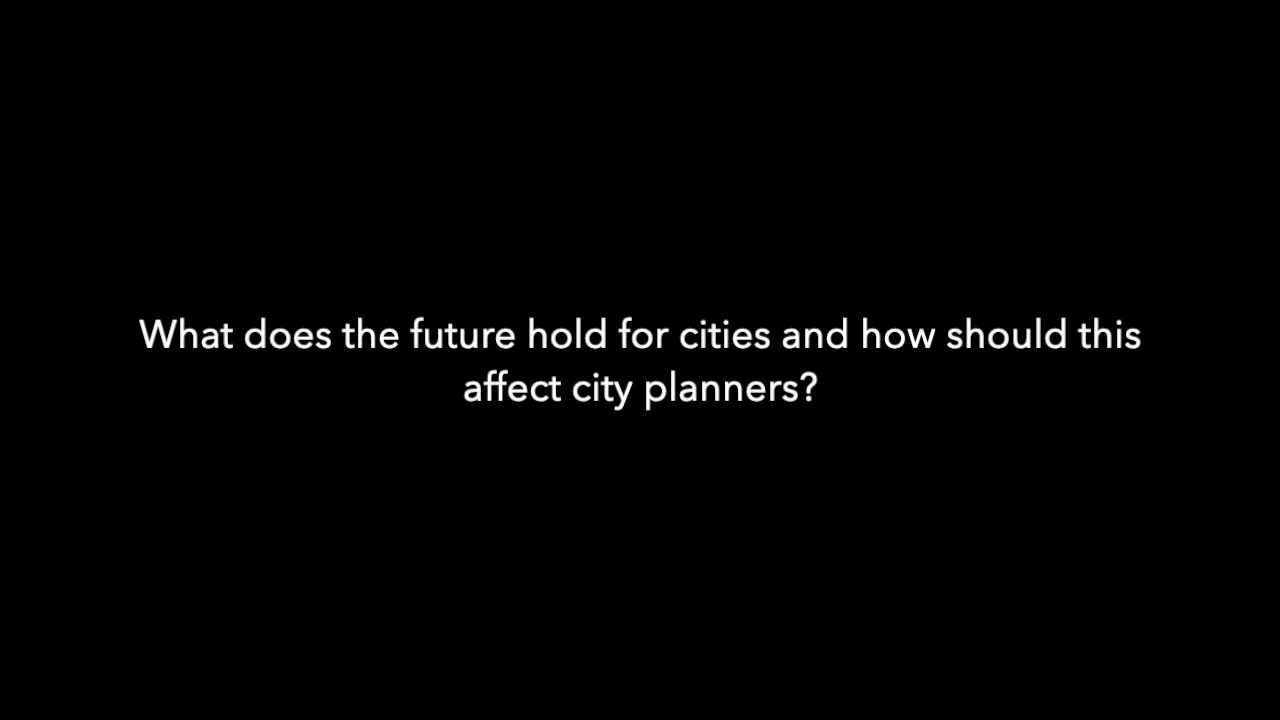 What does the future hold for cities and how should this
affect city planners?